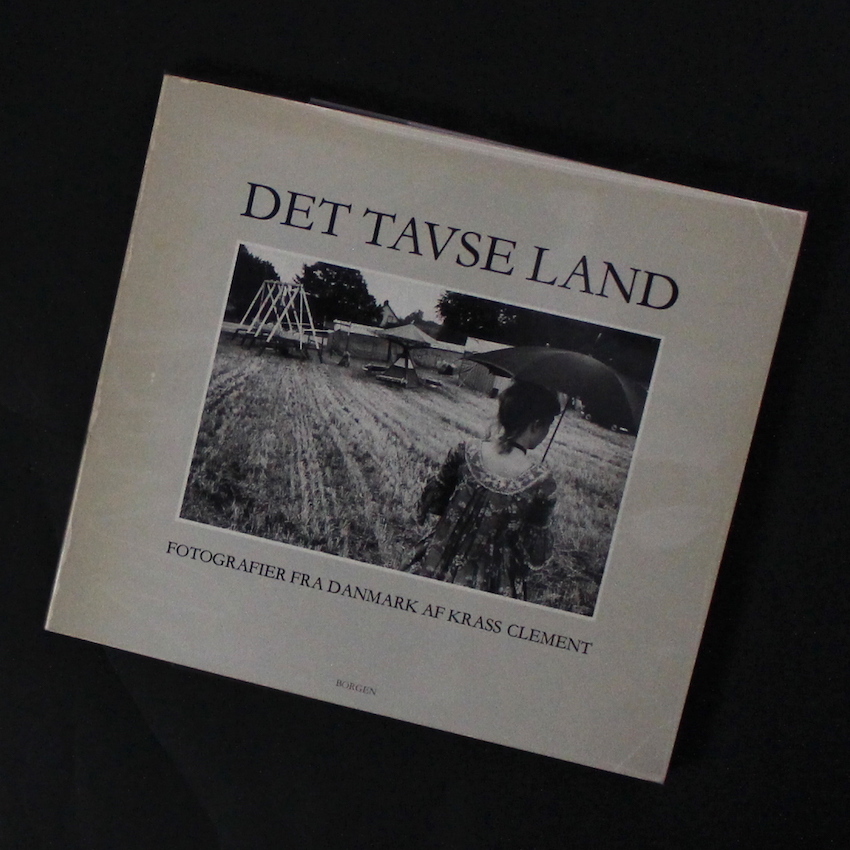 DET TAVSE LAND
FOTOGRAFIER FRA DANMARK AF KRASS CLEMENT
BORGEN